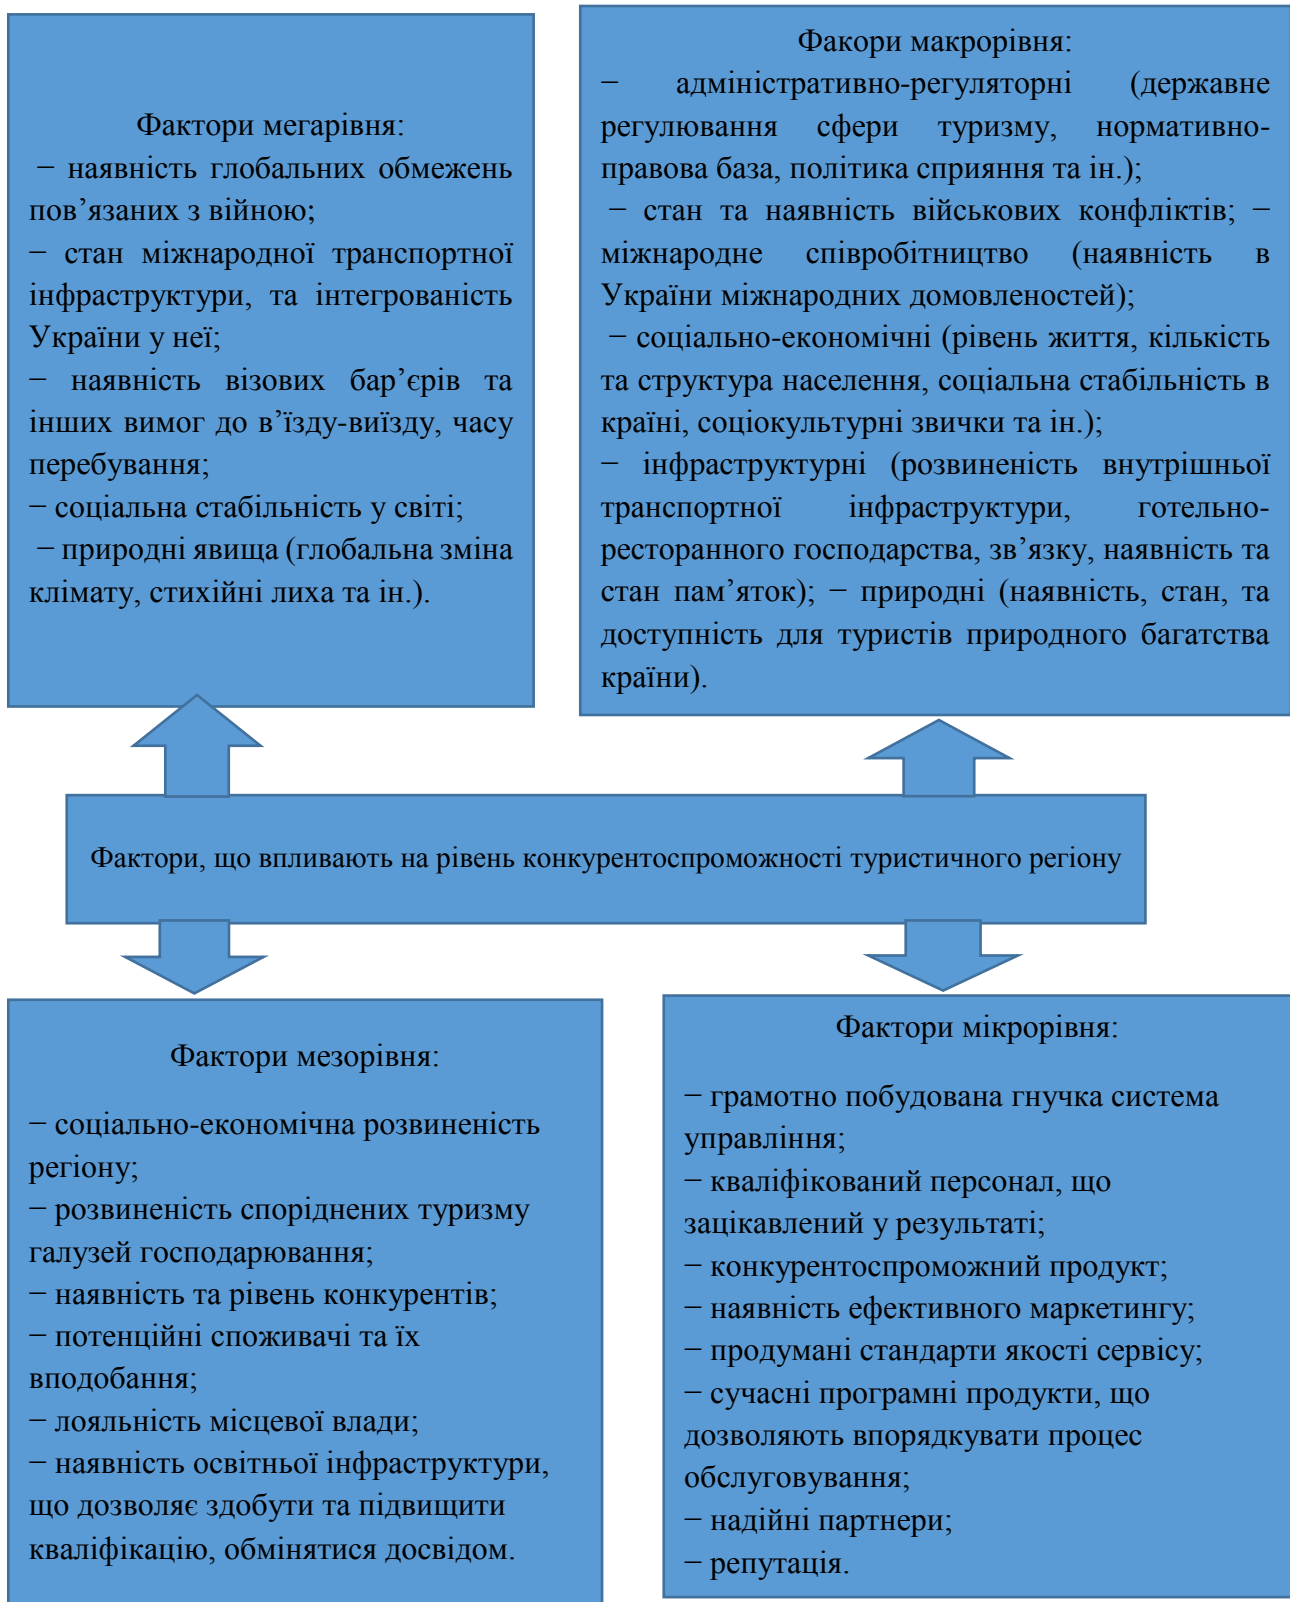 Фактори мегарівня:
− наявність глобальних обмежень
пов’язаних з війною;
− стан міжнародної транспортної
інфраструктури, та інтегрованість
України у неї;
− наявність візових бар’єрів та
інших вимог до в’їзду-виїзду, часу
перебування;
− соціальна стабільність у світі;
− природні явища (глобальна зміна
клімату, стихійні лиха та ін.).
Факори макрорівня:
− адміністративно-регуляторні (державне
регулювання сфери туризму, нормативно-
правова база, політика сприяння та ін.);
− стан та наявність військових конфліктів; −
міжнародне співробітництво (наявність в
України міжнародних домовленостей);
− соціально-економічні (рівень життя, кількість
та структура населення, соціальна стабільність в
країні, соціокультурні звички та ін.);
− інфраструктурні (розвиненість внутрішньої
транспортної інфраструктури, готельно-
ресторанного господарства, зв’язку, наявність та
стан пам’яток); − природні (наявність, стан, та
доступність для туристів природного багатства
країни).
Фактори, що впливають на рівень конкурентоспроможності туристичного регіону
Фактори мезорівня:
− соціально-економічна розвиненість
регіону;
− розвиненість споріднених туризму
галузей господарювання;
− наявність та рівень конкурентів;
− потенційні споживачі та їх
вподобання;
− лояльність місцевої влади;
− наявність освітньої інфраструктури,
що дозволяє здобути та підвищити
кваліфікацію, обмінятися досвідом.
Фактори мікрорівня:
− грамотно побудована гнучка система
управління;
− кваліфікований персонал, що
зацікавлений у результаті;
− конкурентоспроможний продукт;
− наявність ефективного маркетингу;
− продумані стандарти якості сервісу;
− сучасні програмні продукти, що
дозволяють впорядкувати процес
обслуговування;
− надійні партнери;
− репутація.